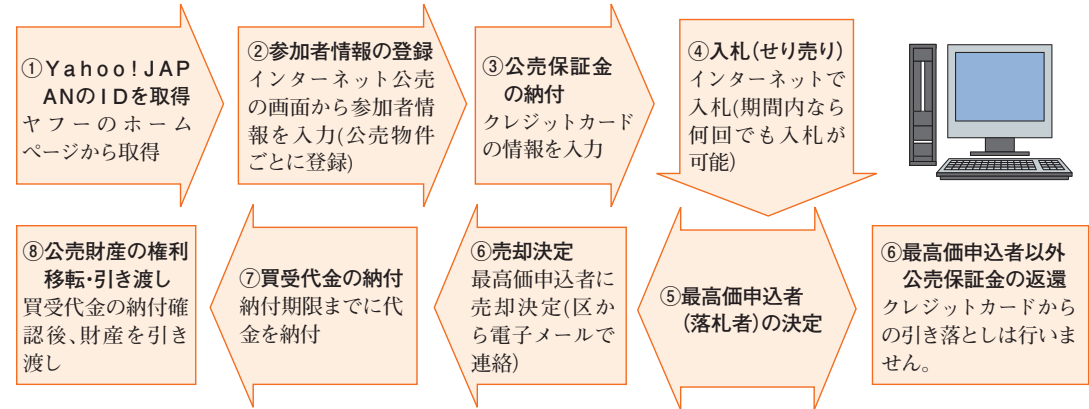 ①Yahoo!JAP
ANのIDを取得
ヤフーのホーム
ページから取得
②参加者情報の登録
インターネット公売
の画面から参加者情
報を入力(公売物件
ごとに登録)
③公売保証金
の納付
クレジットカード
の情報を入力
④入札(せり売り)
インターネットで
入札(期間内なら
何回でも入札が
可能)
⑤最高価申込者
(落札者)の決定
⑥売却決定
最高価申込者に
売却決定(区か
ら電子メールで
連絡)
⑥最高価申込者以外
公売保証金の返還
クレジットカードから
の引き落としは行いま
せん。
⑦買受代金の納付
納付期限までに代
金を納付
⑧公売財産の権利
移転・引き渡し
買受代金の納付確
認後、財産を引き
渡し